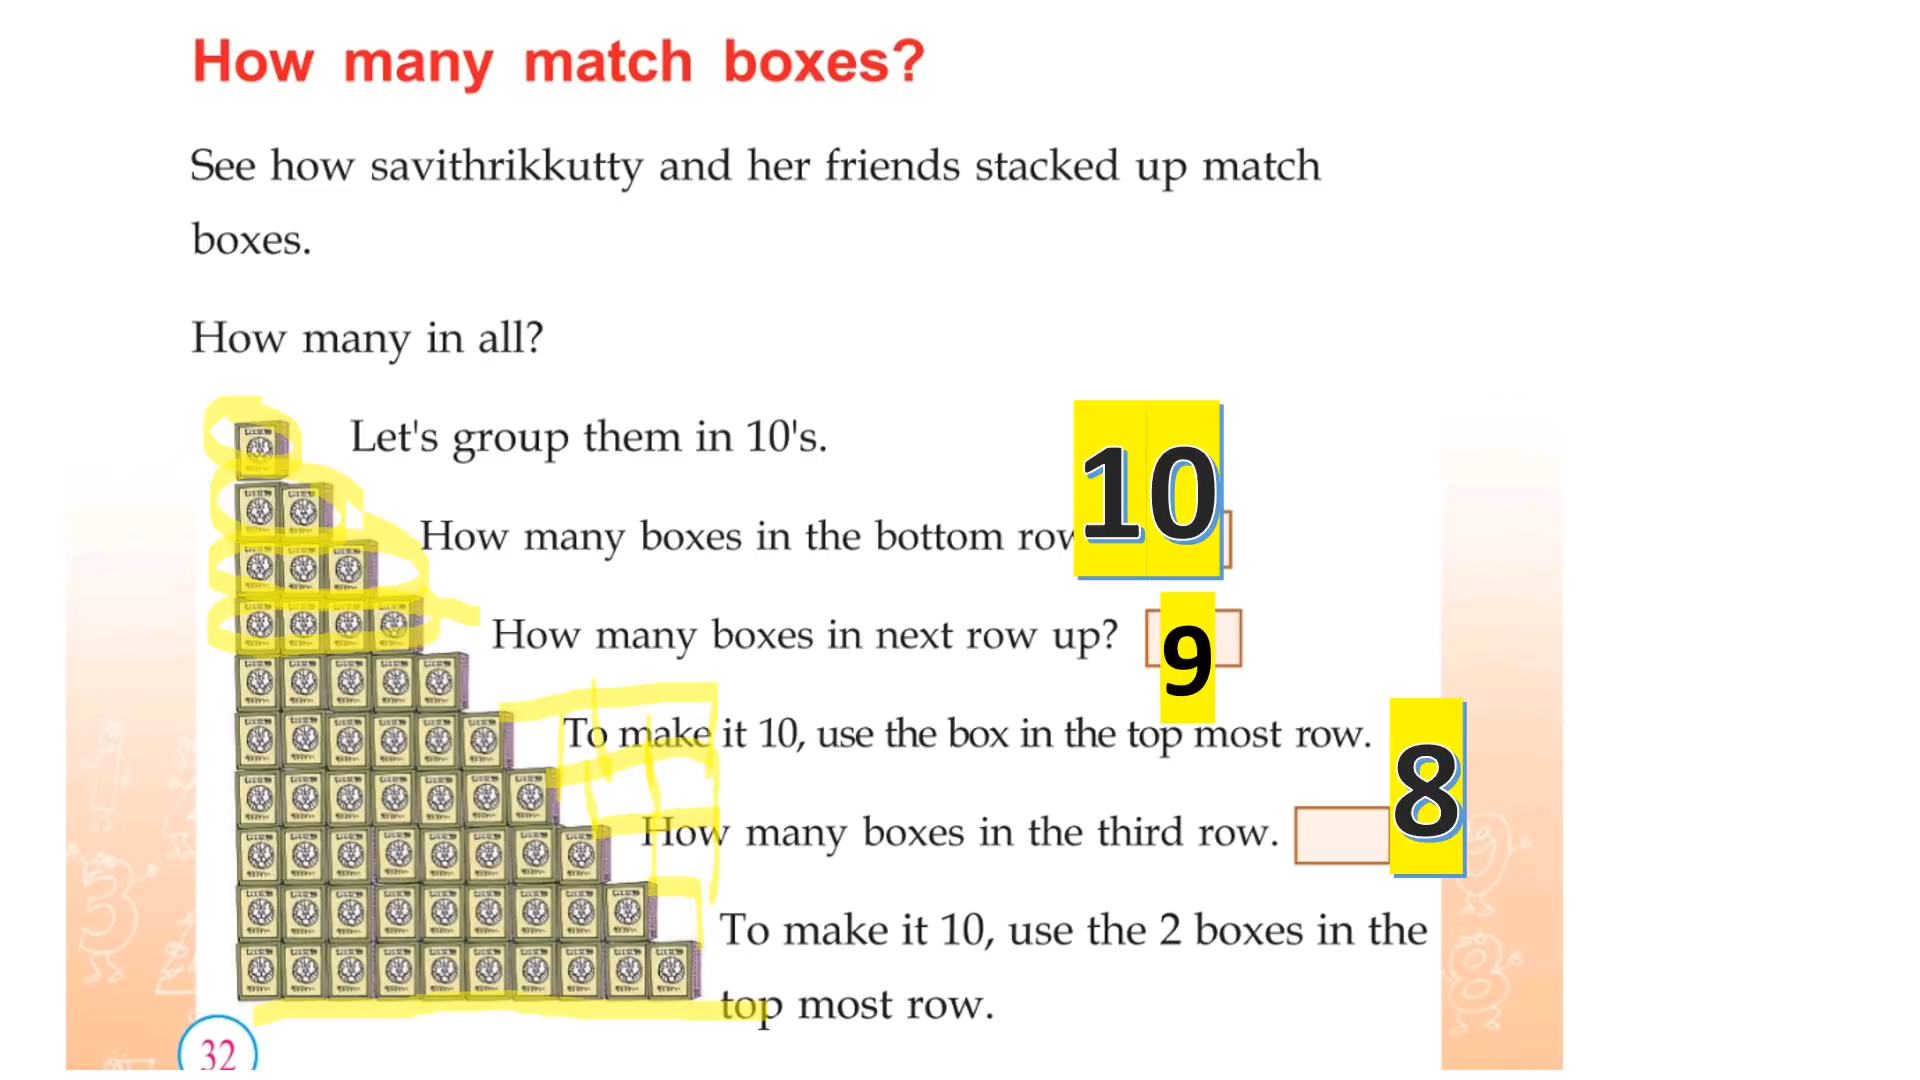 How many match boxes?
See how savithrikkutty and her friends stacked up match
boxes.
How many in all?
Let's group them in 10's.
How many boxes in the bottom row 10
How many boxes in next row up? 9
To make it 10, use the box in the top most row.
How many boxes in the third row. 8
To make it 10, use the 2 boxes in the
top most row.
32